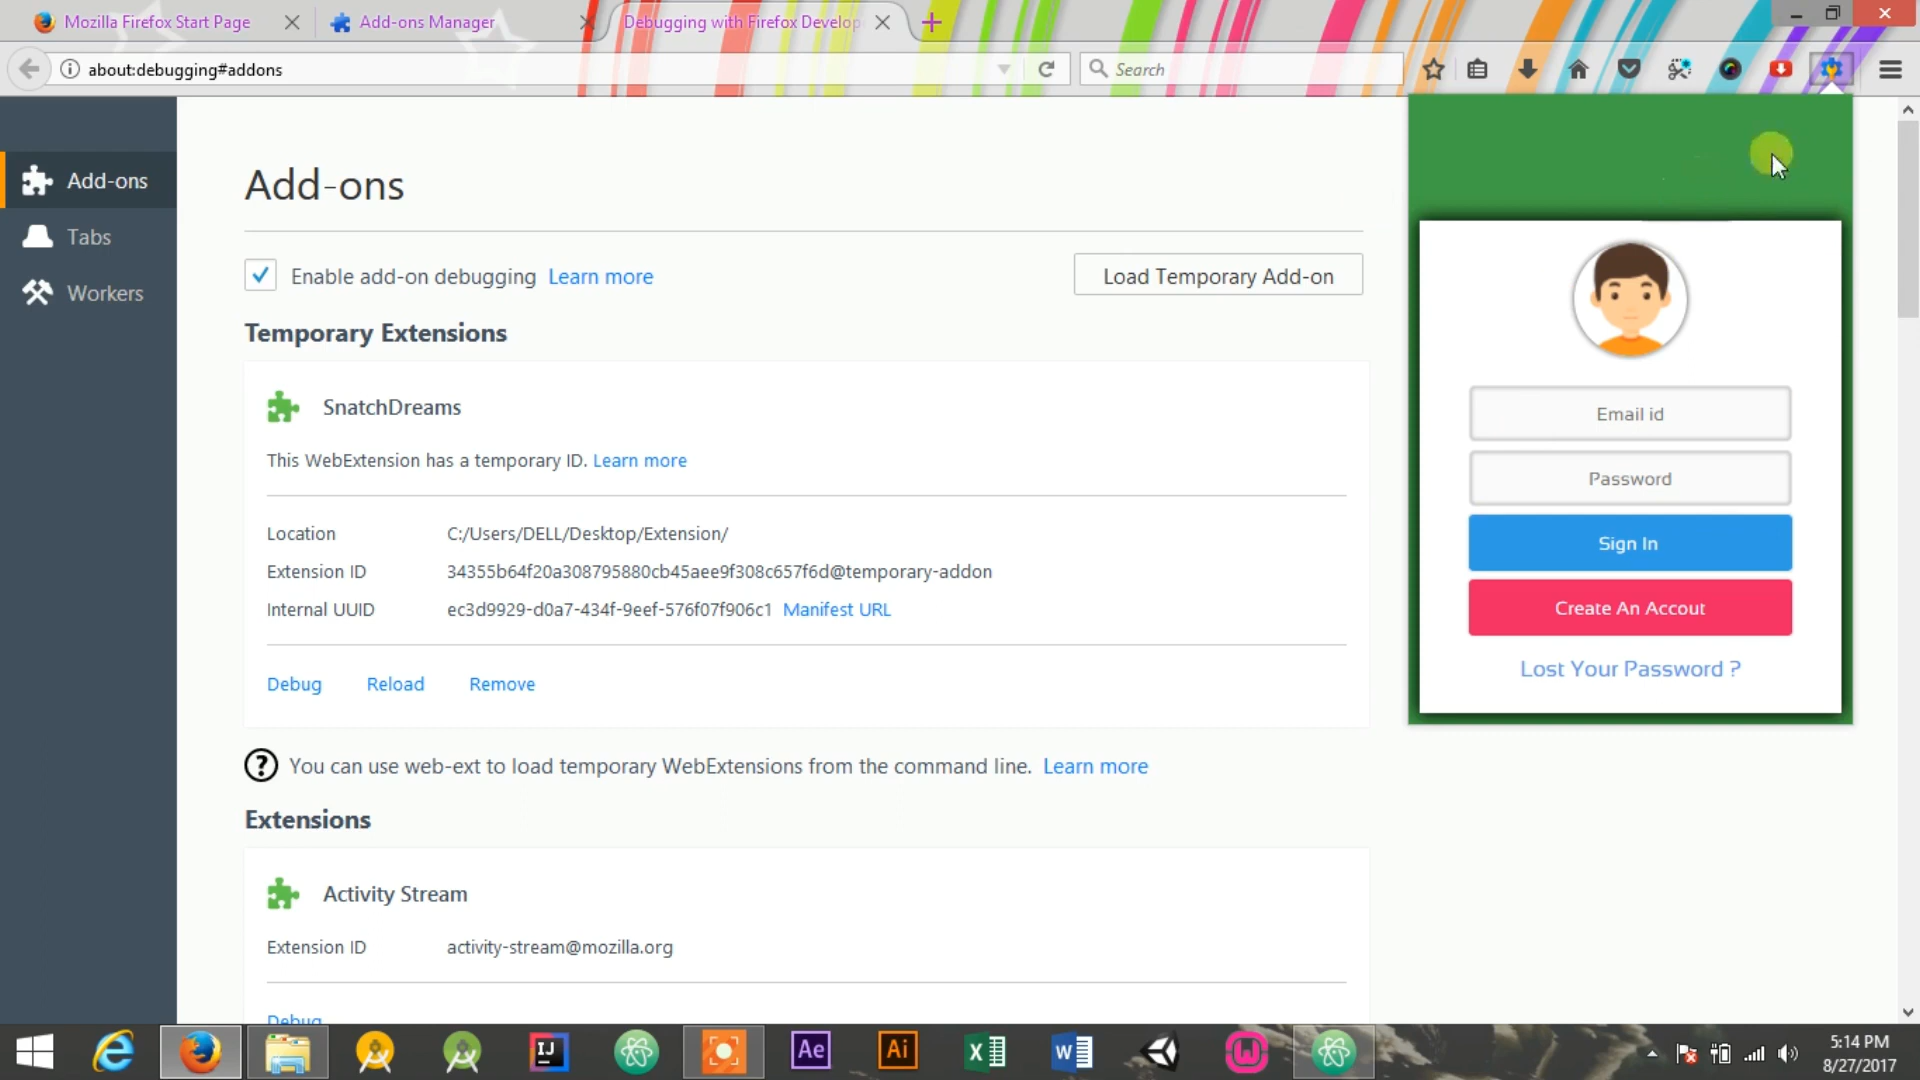 Mozilla Firefox Start Page
Add-ons Manager
Debugging with Firefox Develop
about:debugging#addons
Search
Add-ons
Tabs
Workers
Add-ons
Enable add-on debugging Learn more
Load Temporary Add-on
Temporary Extensions
SnatchDreams
This WebExtension has a temporary ID. Learn more
Location C:/Users/DELL/Desktop/Extension/
Extension ID 34355b64f20a308795880cb45aee9f308c657f6d@temporary-addon
Internal UUID ec3d9929-d0a7-434f-9eef-576f07f906c1 Manifest URL
Debug Reload Remove
You can use web-ext to load temporary WebExtensions from the command line. Learn more
Extensions
Activity Stream
Extension ID activity-stream@mozilla.org
Debug
Email id
Password
Sign In
Create An Accout
Lost Your Password ?
IJ
Ae
Ai
X
W
5:14 PM
8/27/2017